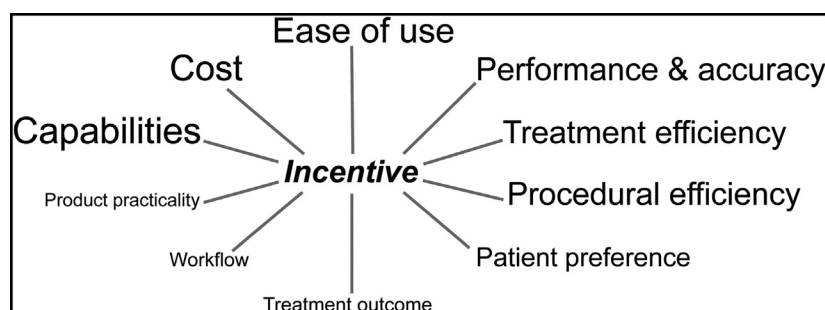 Ease of use
Cost
Performance & accuracy
Capabilities
Treatment efficiency
Incentive
Product practicality
Procedural efficiency
Workflow
Patient preference
Treatment outcome